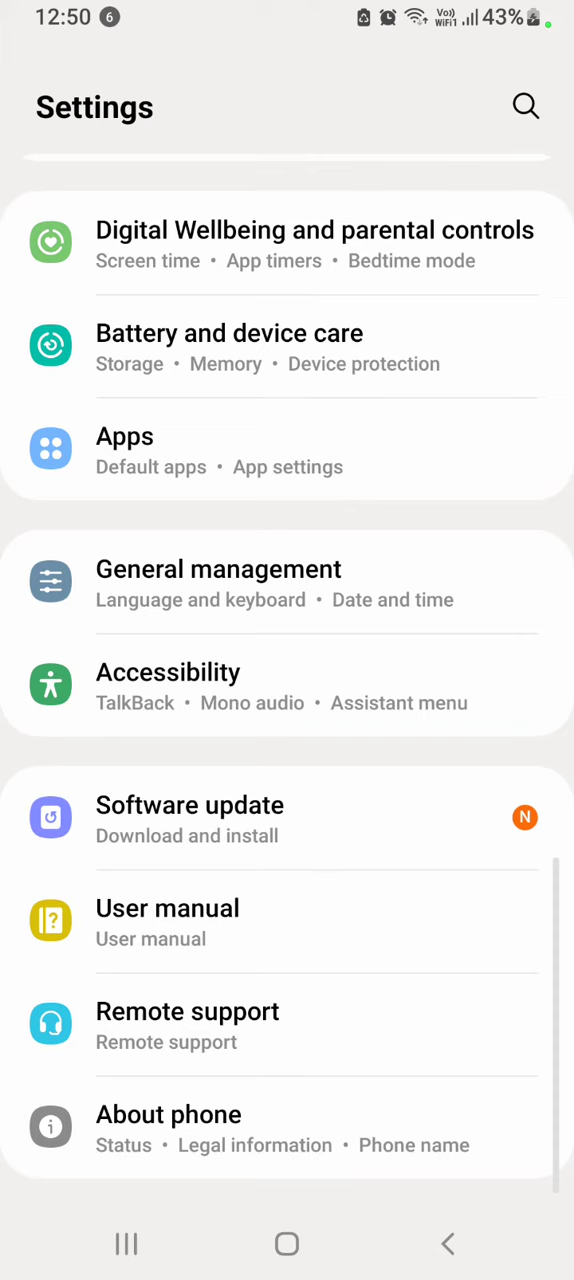 12:50 6 Vo)) WiFi1 43%
Settings
Digital Wellbeing and parental controls
Screen time • App timers • Bedtime mode
Battery and device care
Storage • Memory • Device protection
Apps
Default apps • App settings
General management
Language and keyboard • Date and time
Accessibility
TalkBack • Mono audio • Assistant menu
Software update
N
Download and install
User manual
User manual
Remote support
Remote support
About phone
Status • Legal information • Phone name